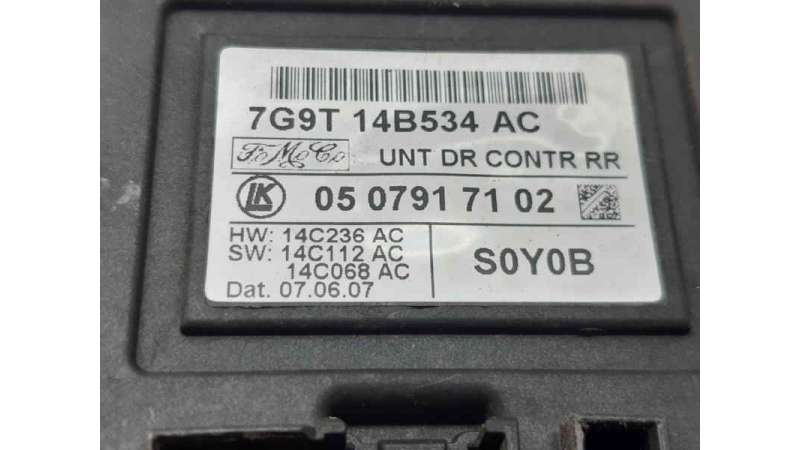 7G9T 14B534 AC
FoMoCo UNT DR CONTR RR
LK 05 0791 71 02
HW: 14C236 AC
SW: 14C112 AC
14C068 AC
S0Y0B
Dat. 07.06.07